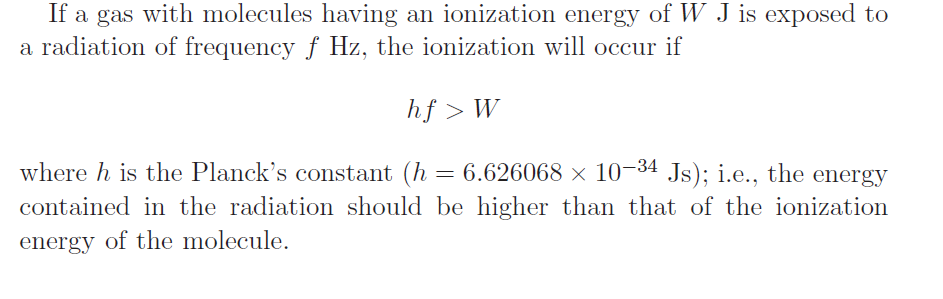 If a gas with molecules having an ionization energy of W J is exposed to
a radiation of frequency f Hz, the ionization will occur if
hf > W
where h is the Planck's constant (h = 6.626068 × 10⁻³⁴ Js); i.e., the energy
contained in the radiation should be higher than that of the ionization
energy of the molecule.